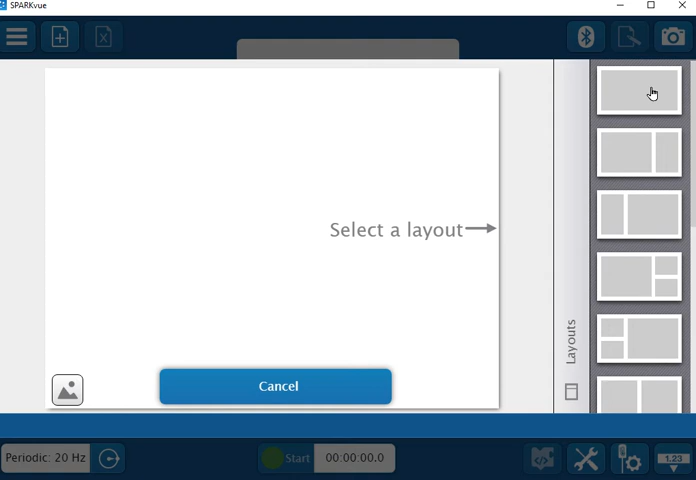 SPARKvue
Select a layout
Layouts
Cancel
Periodic: 20 Hz
Start
00:00:00.0
1.23